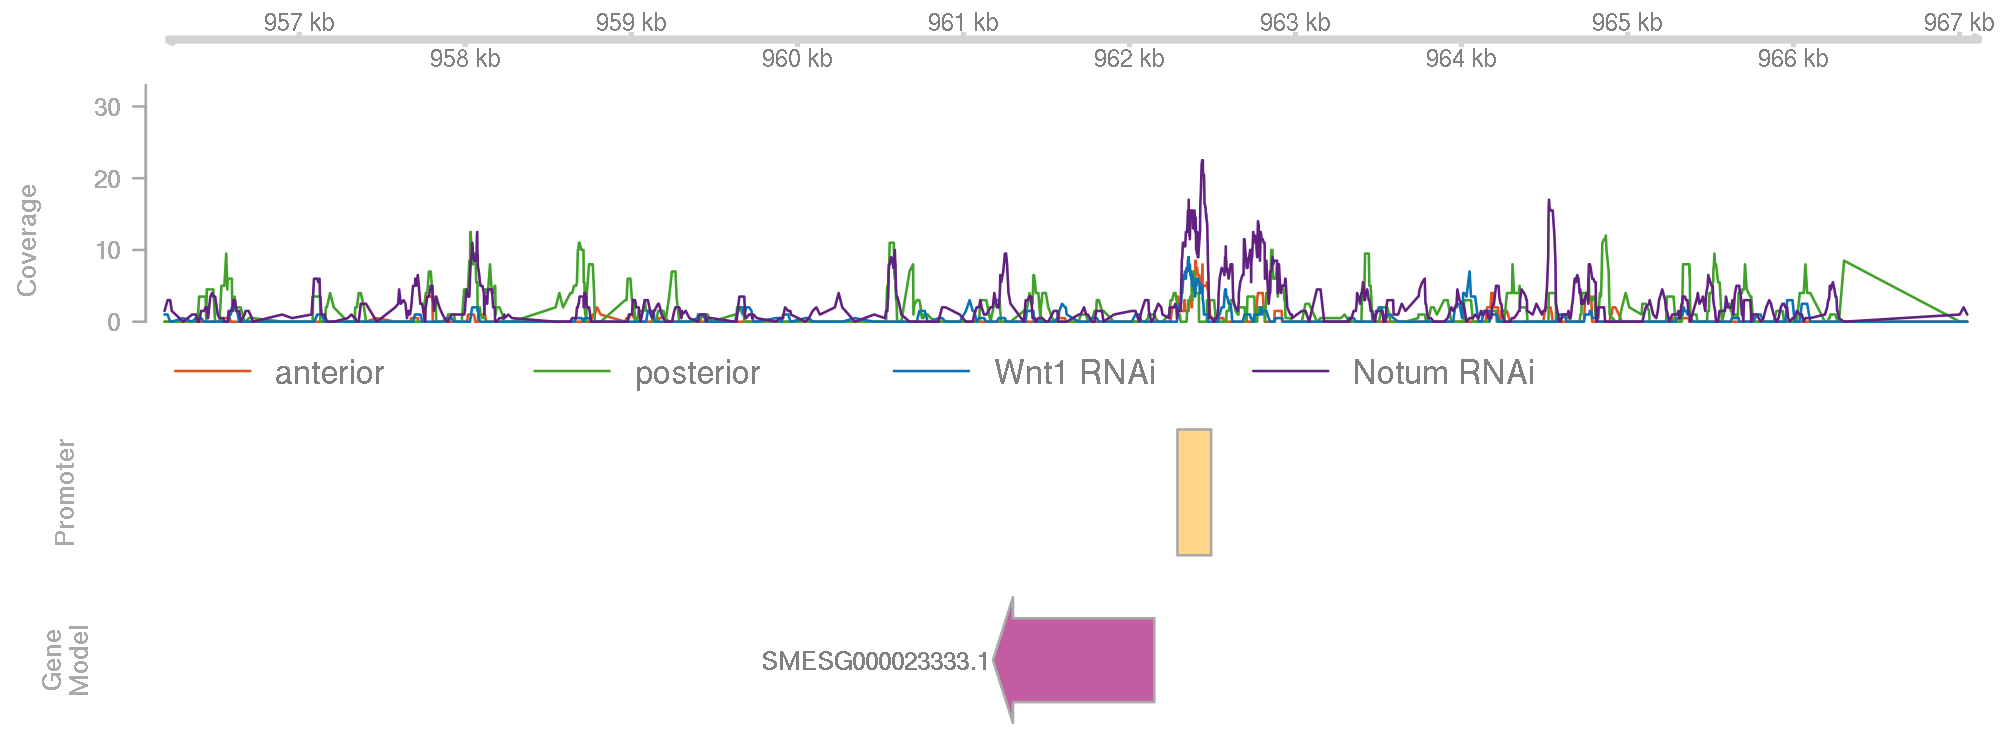 957 kb 959 kb 961 kb 963 kb 965 kb 967 kb
958 kb 960 kb 962 kb 964 kb 966 kb
Coverage
30
20
10
0
anterior posterior Wnt1 RNAi Notum RNAi
Promoter
Gene
Model
SMESG000023333.1